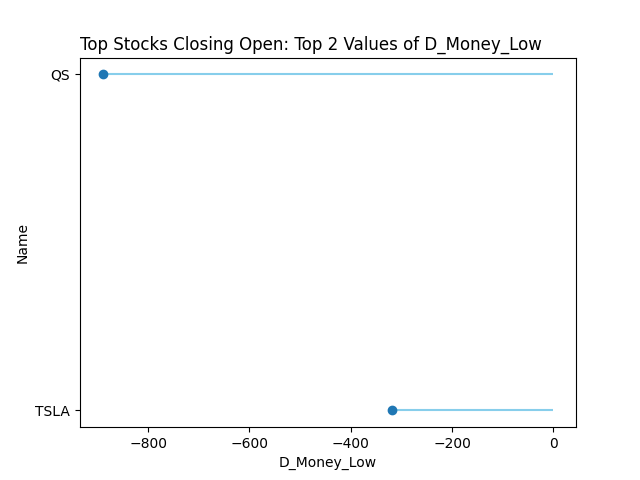 Top Stocks Closing Open: Top 2 Values of D_Money_Low
QS
Name
TSLA
−800 −600 −400 −200 0
D_Money_Low